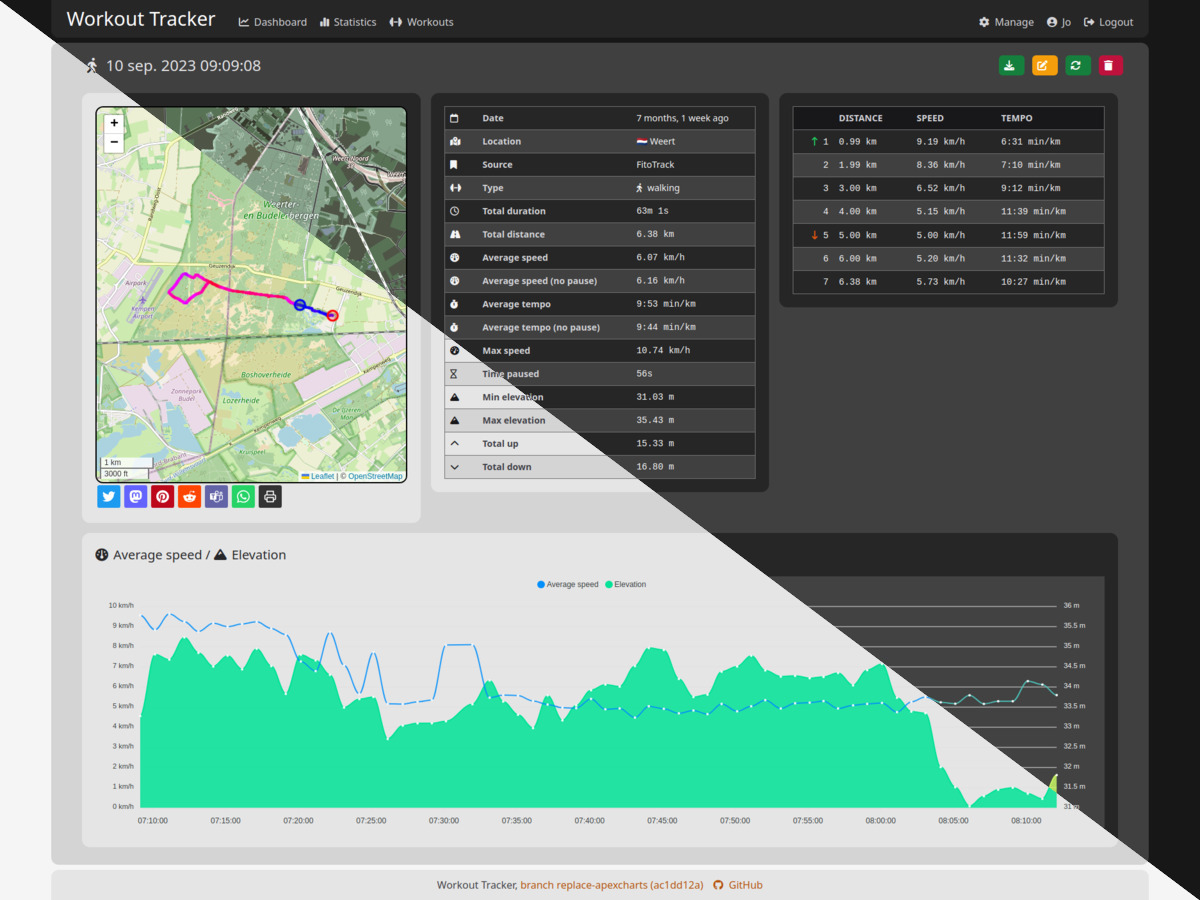 Workout Tracker Dashboard Statistics Workouts Manage Jo Logout
10 sep. 2023 09:09:08
+
−
Weert-Noord
Weerter-
en Budelerbergen
Geuzendijk
Geuzendijk
Airpark
Kempen
Airport
Kempenweg
Boshoverheide
Zonnepark
Budel
Lozerheide
De Ijzeren
Man
Kempenweg
Kruispeel
1 km
3000 ft
Leaflet | © OpenStreetMap
Date 7 months, 1 week ago
Location Weert
Source FitoTrack
Type walking
Total duration 63m 1s
Total distance 6.38 km
Average speed 6.07 km/h
Average speed (no pause) 6.16 km/h
Average tempo 9:53 min/km
Average tempo (no pause) 9:44 min/km
Max speed 10.74 km/h
Time paused 56s
Min elevation 31.03 m
Max elevation 35.43 m
Total up 15.33 m
Total down 16.80 m
DISTANCE SPEED TEMPO
↑ 1 0.99 km 9.19 km/h 6:31 min/km
2 1.99 km 8.36 km/h 7:10 min/km
3 3.00 km 6.52 km/h 9:12 min/km
4 4.00 km 5.15 km/h 11:39 min/km
↓ 5 5.00 km 5.00 km/h 11:59 min/km
6 6.00 km 5.20 km/h 11:32 min/km
7 6.38 km 5.73 km/h 10:27 min/km
Average speed / Elevation
Average speed Elevation
10 km/h 36 m
9 km/h 35.5 m
8 km/h 35 m
7 km/h 34.5 m
6 km/h 34 m
5 km/h 33.5 m
4 km/h 33 m
3 km/h 32.5 m
2 km/h 32 m
1 km/h 31.5 m
0 km/h 31 m
07:10:00 07:15:00 07:20:00 07:25:00 07:30:00 07:35:00 07:40:00 07:45:00 07:50:00 07:55:00 08:00:00 08:05:00 08:10:00
Workout Tracker, branch replace-apexcharts (ac1dd12a) GitHub